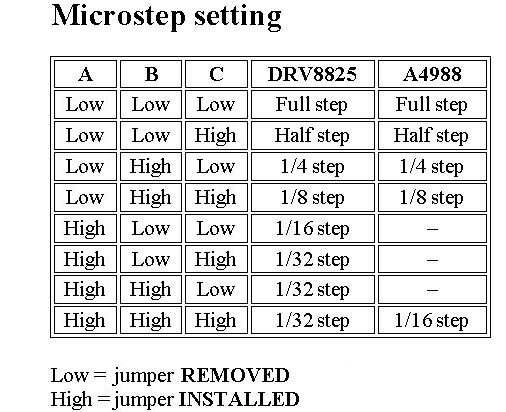 Microstep setting
A B C DRV8825 A4988
Low Low Low Full step Full step
Low Low High Half step Half step
Low High Low 1/4 step 1/4 step
Low High High 1/8 step 1/8 step
High Low Low 1/16 step –
High Low High 1/32 step –
High High Low 1/32 step –
High High High 1/32 step 1/16 step
Low = jumper REMOVED
High = jumper INSTALLED